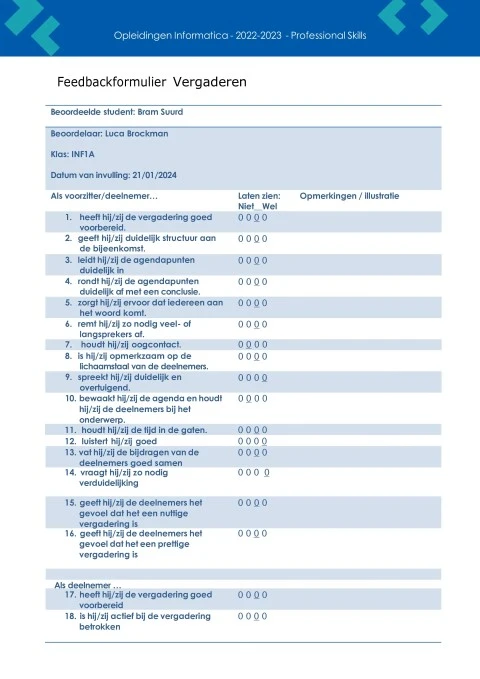 Opleidingen Informatica - 2022-2023 - Professional Skills
Feedbackformulier Vergaderen
Beoordeelde student: Bram Suurd
Beoordelaar: Luca Brockman
Klas: INF1A
Datum van invulling: 21/01/2024
Als voorzitter/deelnemer… Laten zien: Opmerkingen / illustratie
Niet__Wel
1. heeft hij/zij de vergadering goed 0 0 0 0
voorbereid.
2. geeft hij/zij duidelijk structuur aan 0 0 0 0
de bijeenkomst.
3. leidt hij/zij de agendapunten 0 0 0 0
duidelijk in
4. rondt hij/zij de agendapunten 0 0 0 0
duidelijk af met een conclusie.
5. zorgt hij/zij ervoor dat iedereen aan 0 0 0 0
het woord komt.
6. remt hij/zij zo nodig veel- of 0 0 0 0
langsprekers af.
7. houdt hij/zij oogcontact. 0 0 0 0
8. is hij/zij opmerkzaam op de 0 0 0 0
lichaamstaal van de deelnemers.
9. spreekt hij/zij duidelijk en 0 0 0 0
overtuigend.
10. bewaakt hij/zij de agenda en houdt 0 0 0 0
hij/zij de deelnemers bij het
onderwerp.
11. houdt hij/zij de tijd in de gaten. 0 0 0 0
12. luistert hij/zij goed 0 0 0 0
13. vat hij/zij de bijdragen van de 0 0 0 0
deelnemers goed samen
14. vraagt hij/zij zo nodig 0 0 0 0
verduidelijking
15. geeft hij/zij de deelnemers het 0 0 0 0
gevoel dat het een nuttige
vergadering is
16. geeft hij/zij de deelnemers het 0 0 0 0
gevoel dat het een prettige
vergadering is
Als deelnemer …
17. heeft hij/zij de vergadering goed 0 0 0 0
voorbereid
18. is hij/zij actief bij de vergadering 0 0 0 0
betrokken